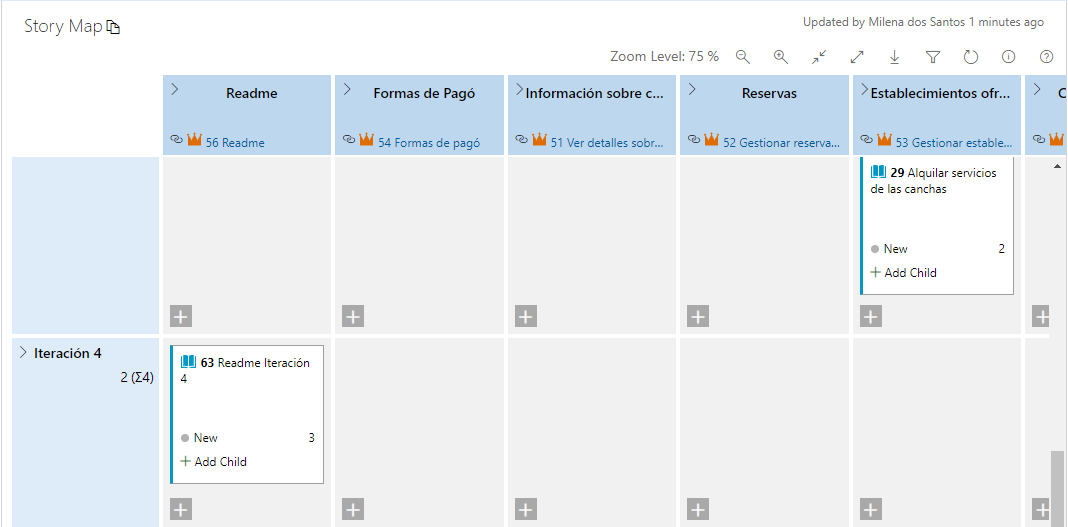 Story Map
Updated by Milena dos Santos 1 minutes ago
Zoom Level: 75 %
Readme
Formas de Pagó
Información sobre c...
Reservas
Establecimientos ofr...
C
56 Readme
54 Formas de pagó
51 Ver detalles sobr...
52 Gestionar reserva...
53 Gestionar estable...
29 Alquilar servicios
de las canchas
New 2
+ Add Child
Iteración 4
2 (Σ4)
63 Readme Iteración
4
New 3
+ Add Child